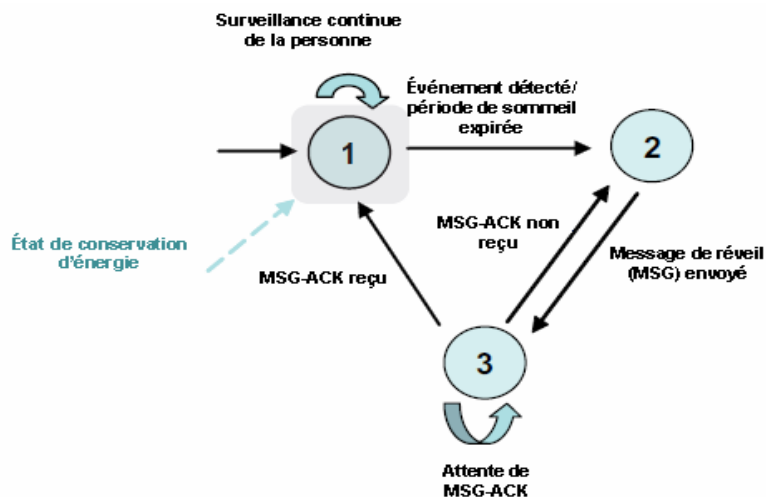 Surveillance continue
de la personne
Événement détecté/
période de sommeil
expirée
1
2
État de conservation
d'énergie
MSG-ACK non
reçu
Message de réveil
(MSG) envoyé
MSG-ACK reçu
3
Attente de
MSG-ACK